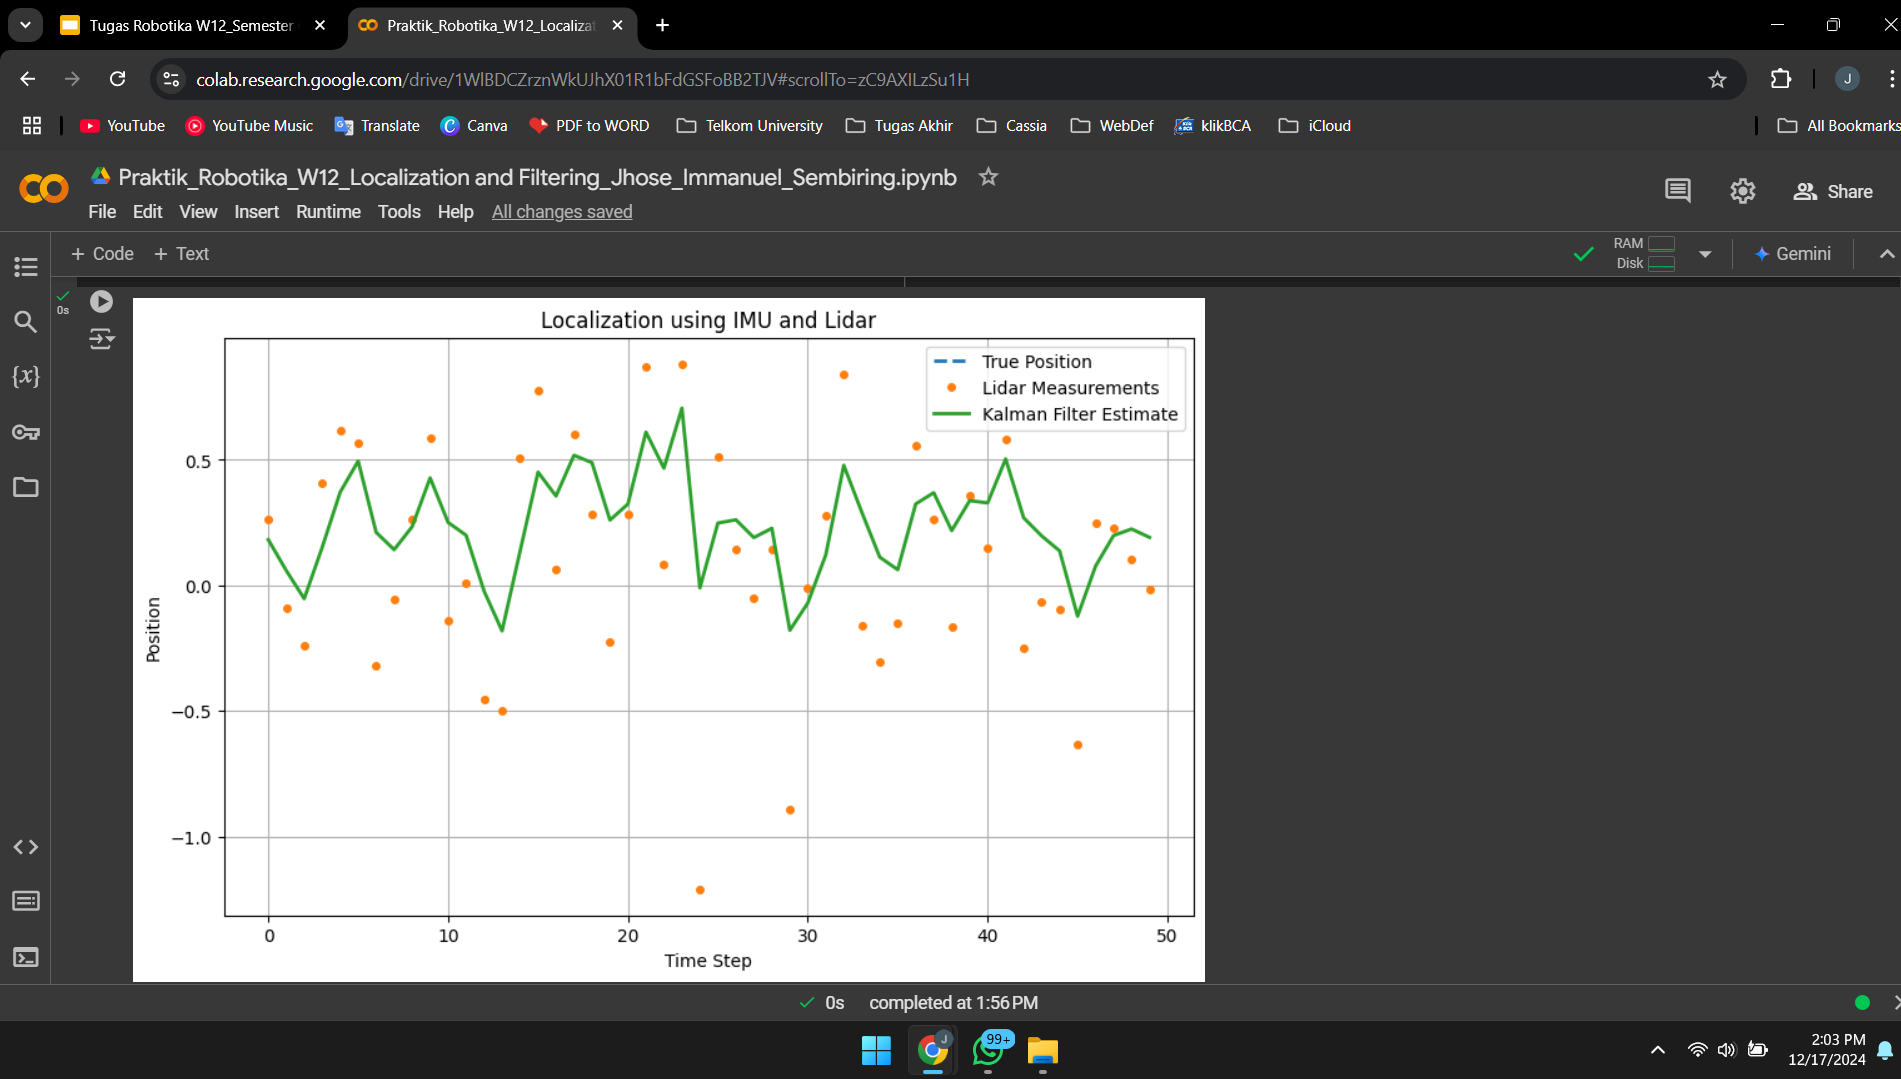 Tugas Robotika W12_Semester
Praktik_Robotika_W12_Localizat
colab.research.google.com/drive/1WlBDCZrznWkUJhX01R1bFdGSFoBB2TJV#scrollTo=zC9AXILzSu1H
J
YouTube
YouTube Music
Translate
Canva
PDF to WORD
Telkom University
Tugas Akhir
Cassia
WebDef
klikBCA
iCloud
All Bookmarks
Praktik_Robotika_W12_Localization and Filtering_Jhose_Immanuel_Sembiring.ipynb
File Edit View Insert Runtime Tools Help All changes saved
Share
+ Code + Text
RAM
Disk
Gemini
0s
{x}
Localization using IMU and Lidar
True Position
Lidar Measurements
Kalman Filter Estimate
0.5
0.0
−0.5
−1.0
Position
0 10 20 30 40 50
Time Step
0s completed at 1:56 PM
J
99+
2:03 PM
12/17/2024